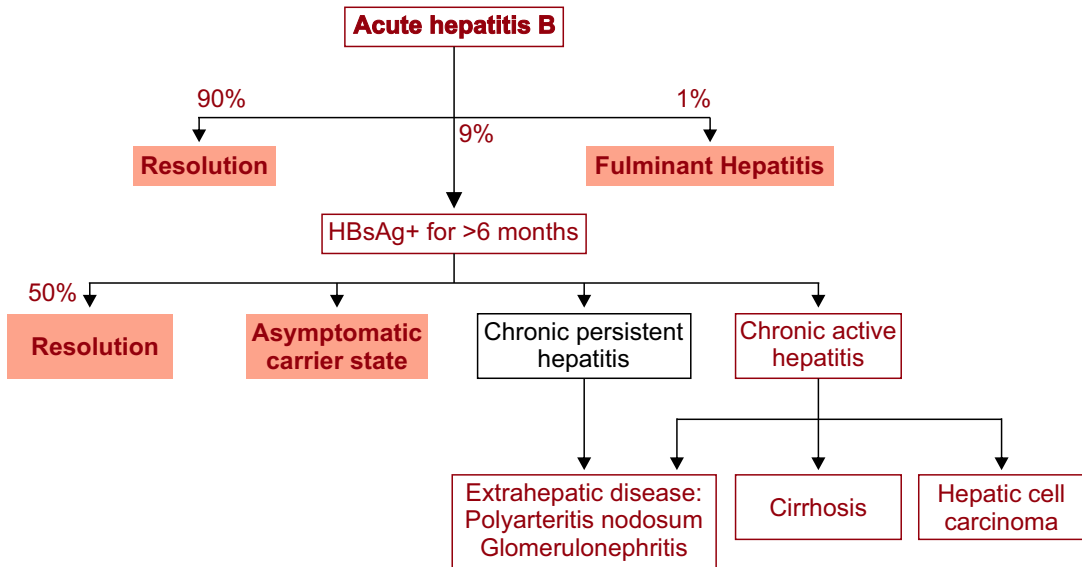 Acute hepatitis B
90%
1%
9%
Resolution
Fulminant Hepatitis
HBsAg+ for >6 months
50%
Resolution
Asymptomatic
carrier state
Chronic persistent
hepatitis
Chronic active
hepatitis
Extrahepatic disease:
Polyarteritis nodosum
Glomerulonephritis
Cirrhosis
Hepatic cell
carcinoma